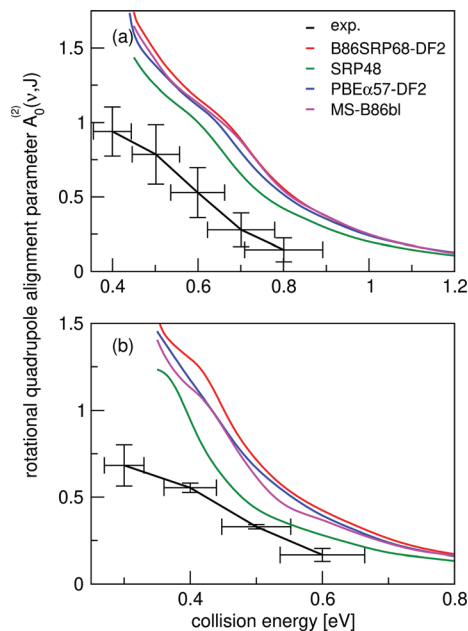 rotational quadrupole alignment parameter A₀⁽²⁾(ν,J)
(a)
exp.
B86SRP68-DF2
SRP48
PBEα57-DF2
MS-B86bl
1.5
1
0.5
0
0.4 0.6 0.8 1 1.2
(b)
1.5
1
0.5
0
0.4 0.6 0.8
collision energy [eV]